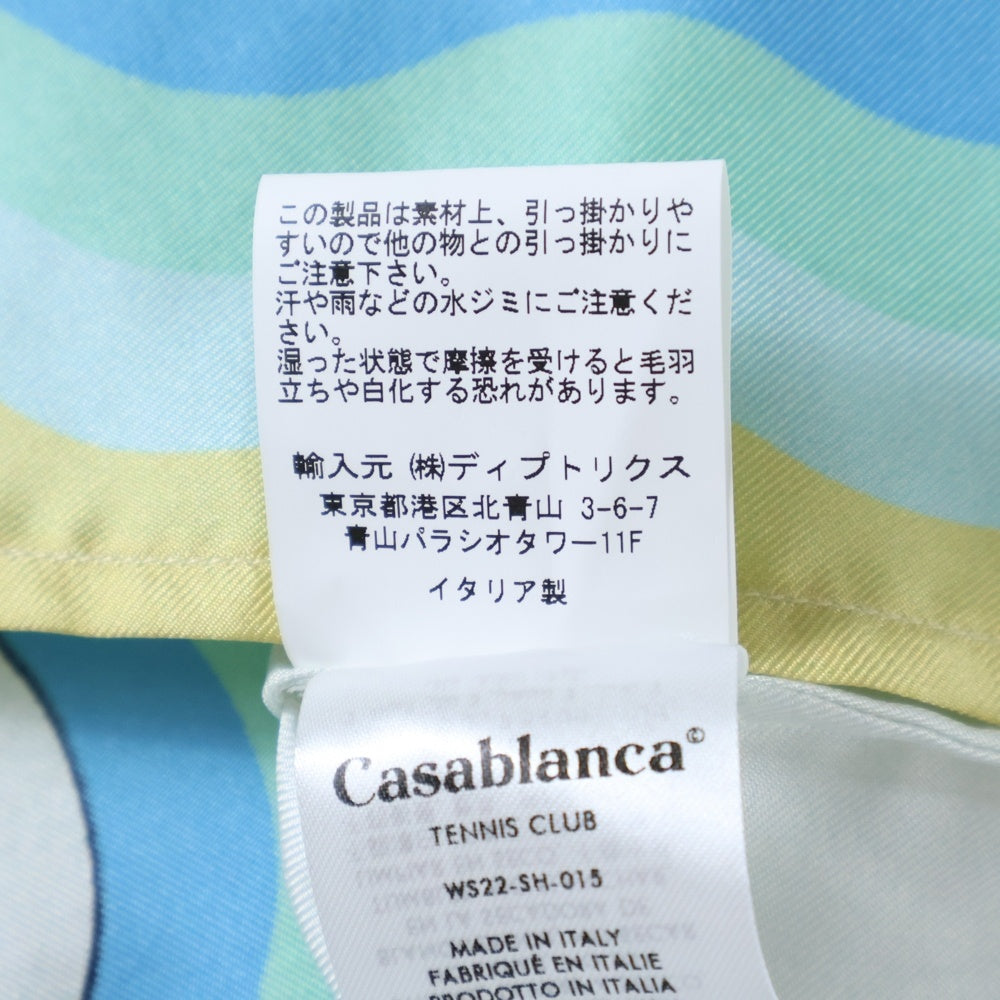 この製品は素材上、引っ掛かりや
すいので他の物との引っ掛かりに
ご注意下さい。
汗や雨などの水ジミにご注意くだ
さい。
湿った状態で摩擦を受けると毛羽
立ちや白化する恐れがあります。
輸入元 ㈱ディプトリクス
東京都港区北青山 3-6-7
青山パラシオタワー11F
イタリア製
Casablanca©
TENNIS CLUB
WS22-SH-015
MADE IN ITALY
FABRIQUÉ EN ITALIE
PRODOTTO IN ITALIA